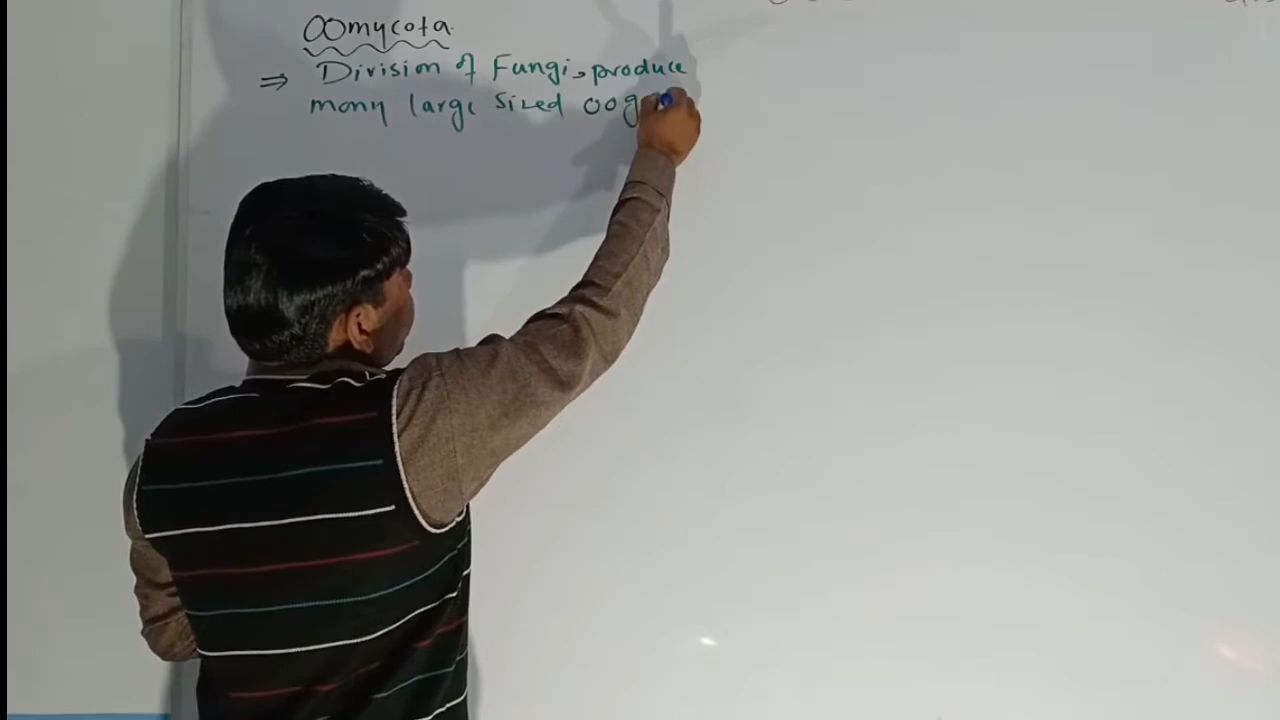 Oomycota
⇒ Division of Fungi, produce
many large sized oog